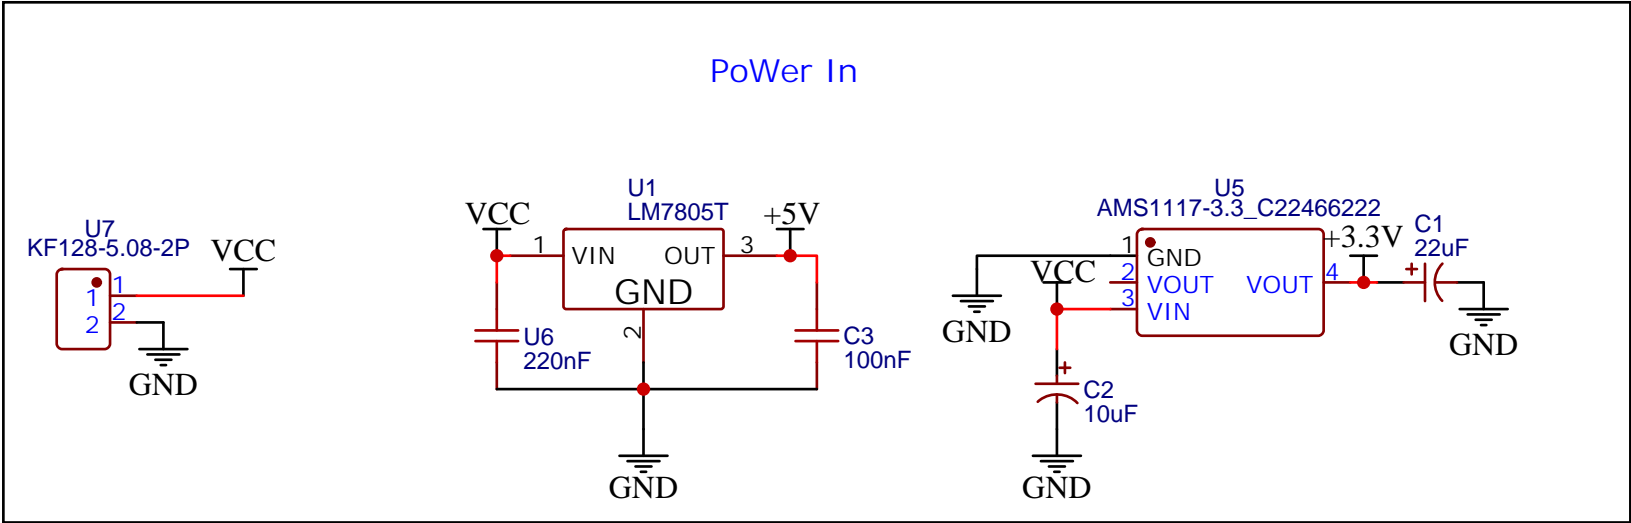 PoWer In
U7
KF128-5.08-2P
VCC
1
1
2
2
GND
U1
LM7805T
VCC
+5V
1
VIN
OUT
3
GND
2
U6
220nF
C3
100nF
GND
U5
AMS1117-3.3_C22466222
+3.3V
C1
22uF
1
GND
VCC
2
VOUT
VOUT
4
3
VIN
GND
GND
C2
10uF
GND